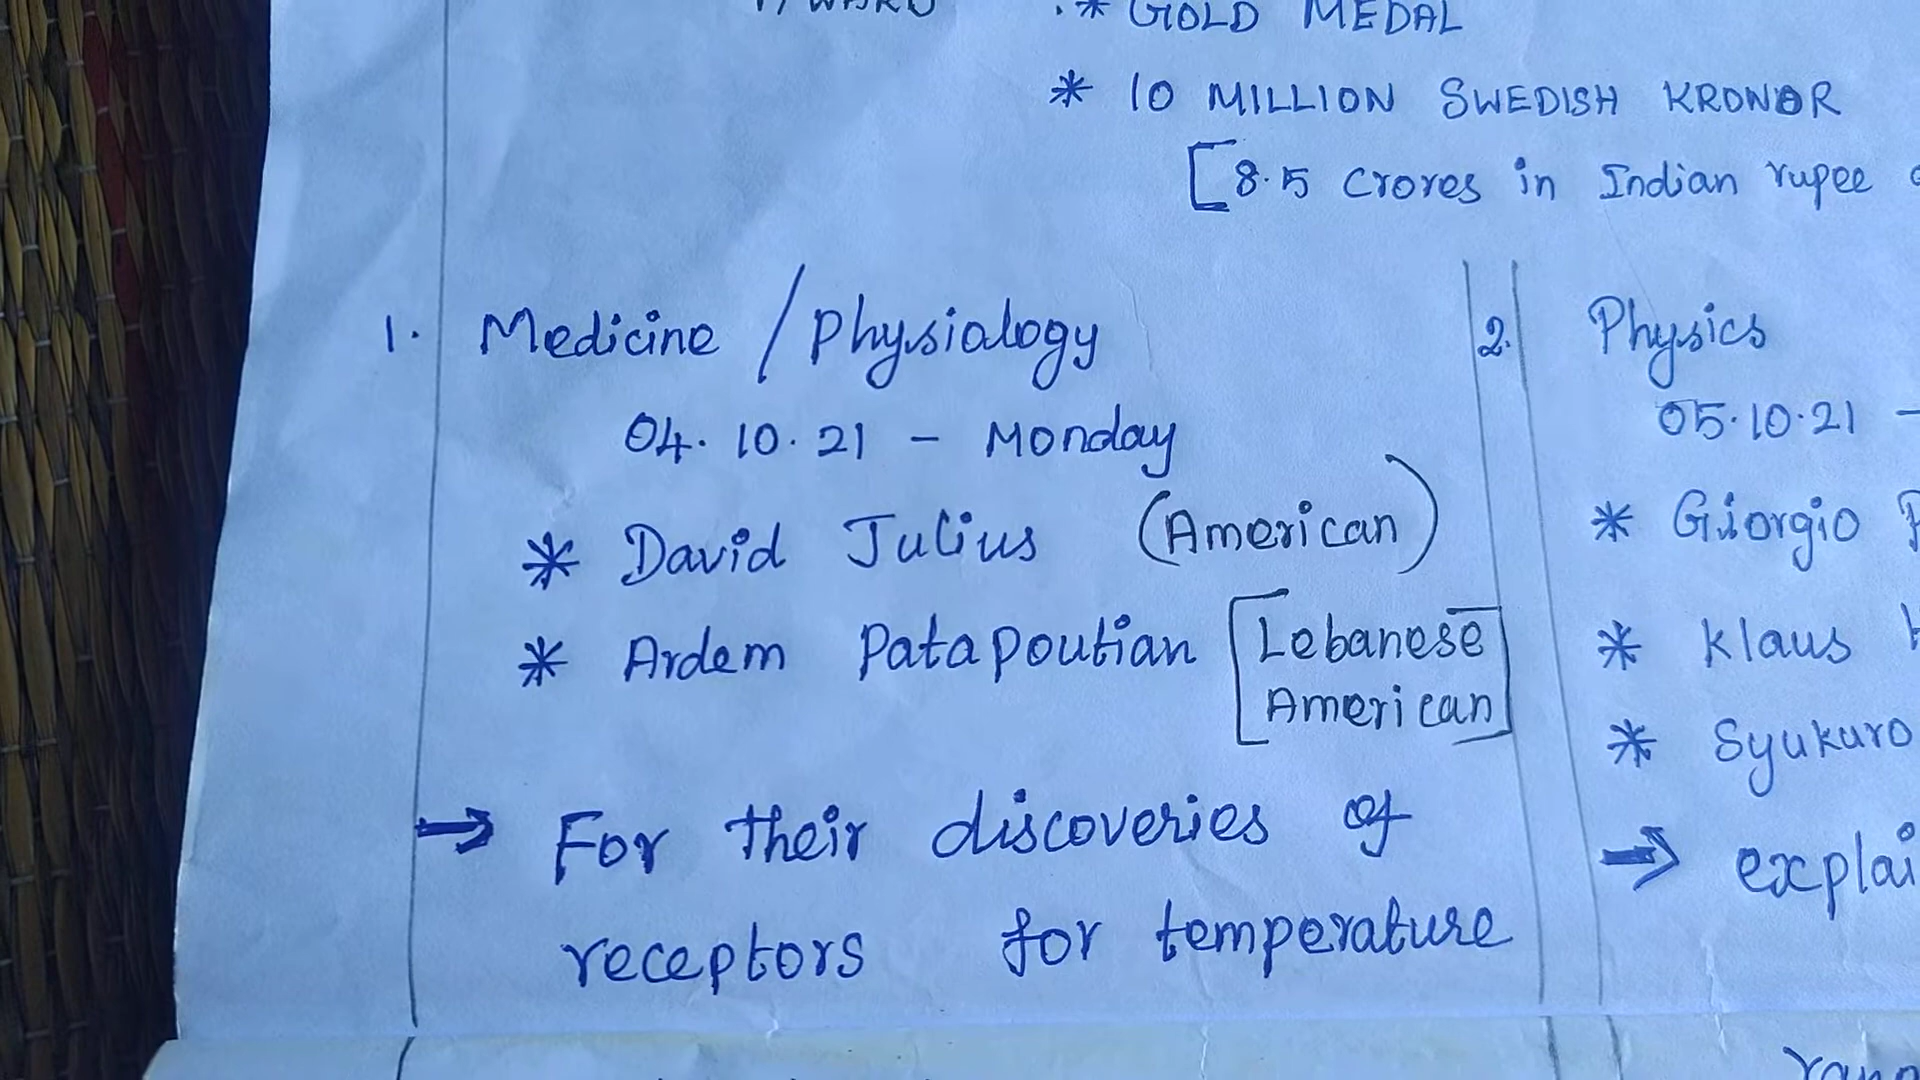 * GOLD MEDAL
* 10 MILLION SWEDISH KRONOR
[8.5 Crores in Indian rupee
1. Medicine / Physialogy
04.10.21 - Monday
* David Julius (American)
* Ardem Patapoutian [Lebanese
American]
→ For their discoveries of
receptors for temperature
2. Physics
05.10.21 -
* Giorgio
* Klaus
* Syukuro
→ explai